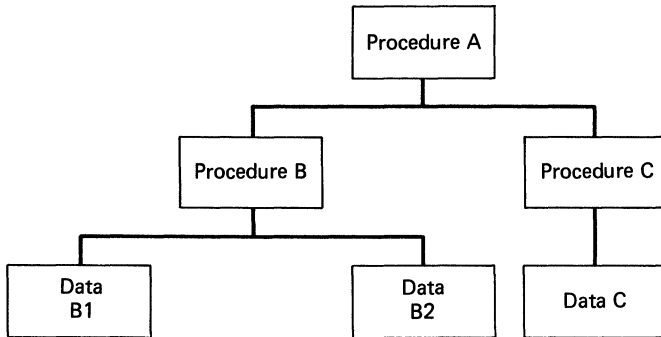 Procedure A
Procedure B
Procedure C
Data
B1
Data
B2
Data C